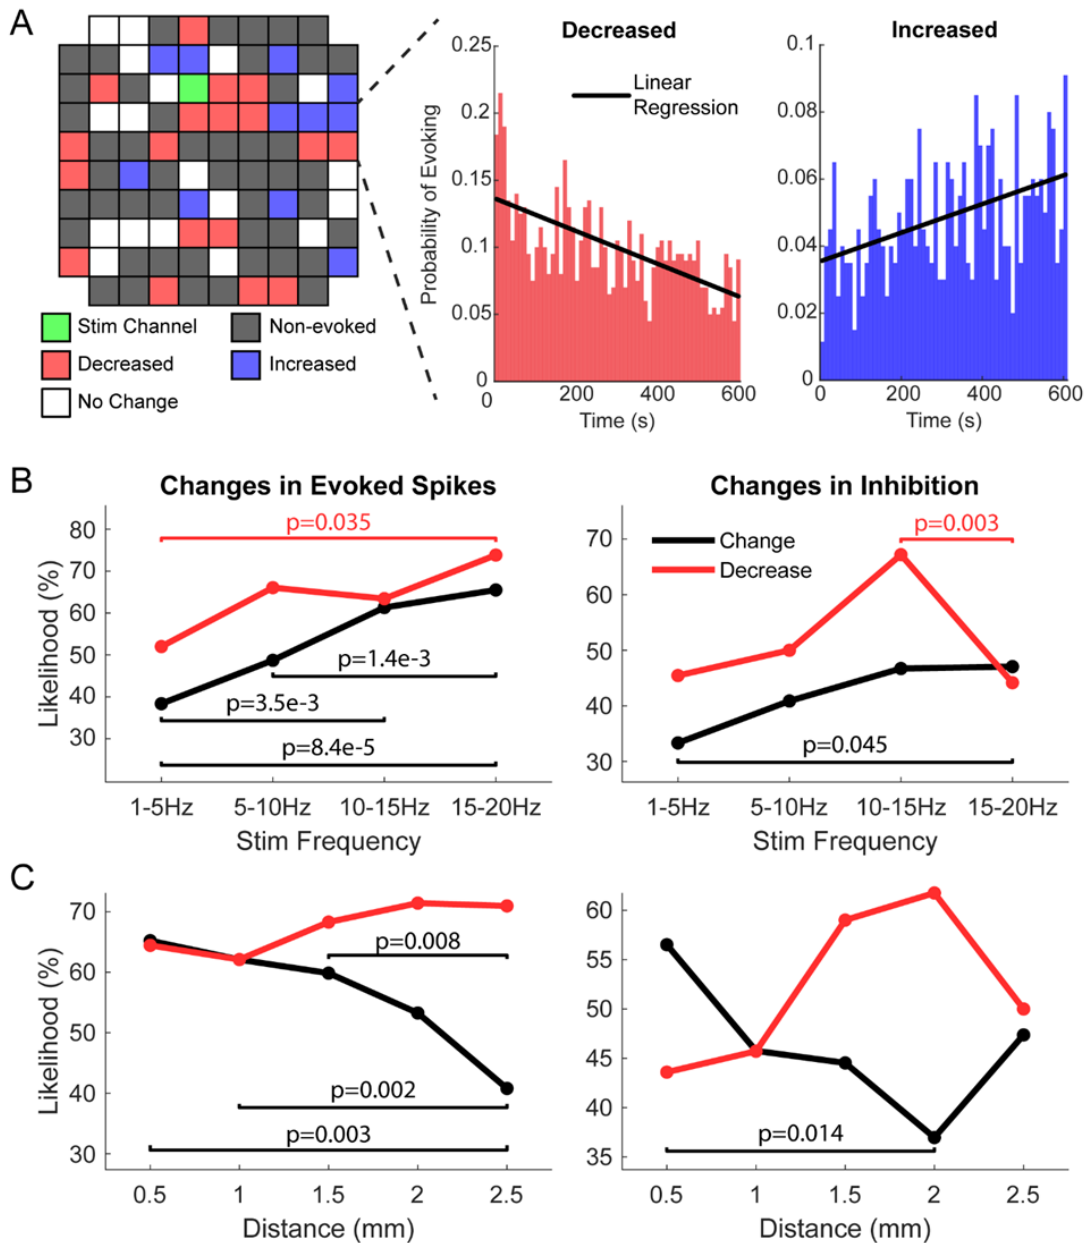 A
Decreased
Increased
Linear
Regression
Probability of Evoking
0.25
0.2
0.15
0.1
0.05
0
0
200
400
600
Time (s)
0.1
0.08
0.06
0.04
0.02
0
0
200
400
600
Time (s)
Stim Channel
Non-evoked
Decreased
Increased
No Change
B
Changes in Evoked Spikes
Likelihood (%)
80
70
60
50
40
30
p=0.035
p=1.4e-3
p=3.5e-3
p=8.4e-5
1-5Hz
5-10Hz
10-15Hz
15-20Hz
Stim Frequency
Changes in Inhibition
70
60
50
40
30
Change
Decrease
p=0.003
p=0.045
1-5Hz
5-10Hz
10-15Hz
15-20Hz
Stim Frequency
C
Likelihood (%)
70
60
50
40
30
p=0.008
p=0.002
p=0.003
0.5
1
1.5
2
2.5
Distance (mm)
60
55
50
45
40
35
p=0.014
0.5
1
1.5
2
2.5
Distance (mm)